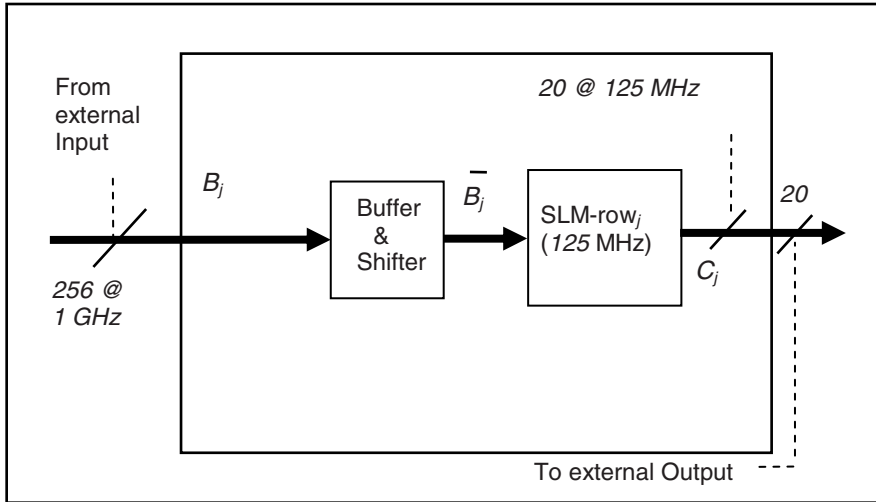 From
external
Input
20 @ 125 MHz
B_j
Buffer
&
Shifter
B̅_j
SLM-row_j
(125 MHz)
20
C_j
256 @
1 GHz
To external Output